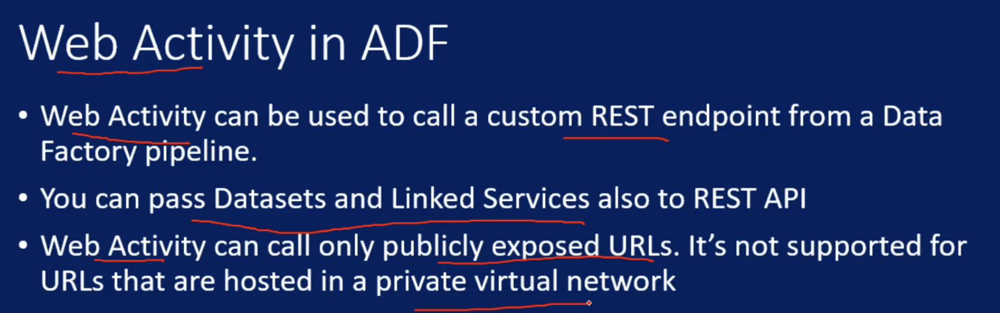 Web Activity in ADF
• Web Activity can be used to call a custom REST endpoint from a Data
Factory pipeline.
• You can pass Datasets and Linked Services also to REST API
• Web Activity can call only publicly exposed URLs. It’s not supported for
URLs that are hosted in a private virtual network